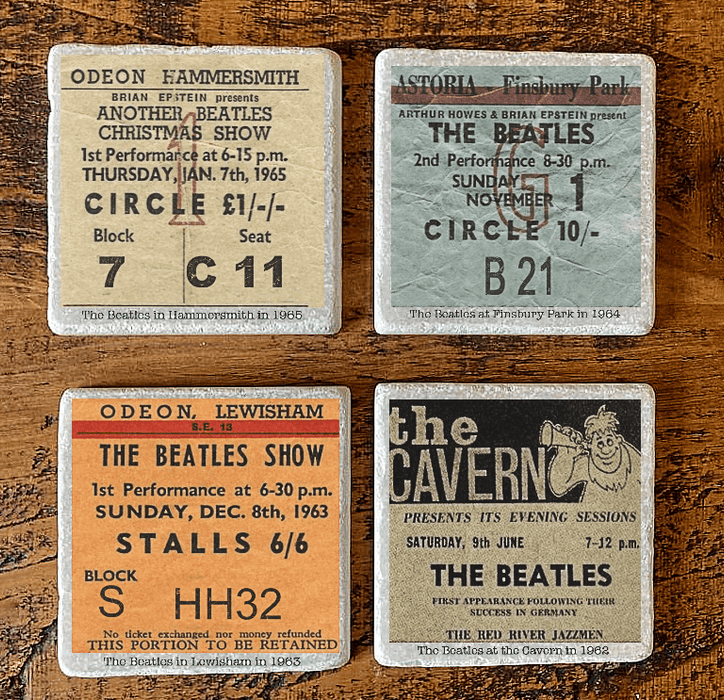 ODEON HAMMERSMITH
BRIAN EPSTEIN presents
ANOTHER BEATLES
CHRISTMAS SHOW
1st Performance at 6-15 p.m.
THURSDAY, JAN. 7th, 1965
CIRCLE £1/-/-
Block Seat
7 C 11
1
The Beatles in Hammersmith in 1965
ASTORIA - Finsbury Park
ARTHUR HOWES & BRIAN EPSTEIN present
THE BEATLES
2nd Performance 8-30 p.m.
SUNDAY 1
NOVEMBER
CIRCLE 10/-
B 21
G
The Beatles at Finsbury Park in 1964
ODEON, LEWISHAM
S.E. 13
THE BEATLES SHOW
1st Performance at 6-30 p.m.
SUNDAY, DEC. 8th, 1963
STALLS 6/6
BLOCK
S HH32
No ticket exchanged nor money refunded
THIS PORTION TO BE RETAINED
The Beatles in Lewisham in 1963
the
CAVERN
PRESENTS ITS EVENING SESSIONS
SATURDAY, 9th JUNE 7-12 p.m.
THE BEATLES
FIRST APPEARANCE FOLLOWING THEIR
SUCCESS IN GERMANY
THE RED RIVER JAZZMEN
The Beatles at the Cavern in 1962